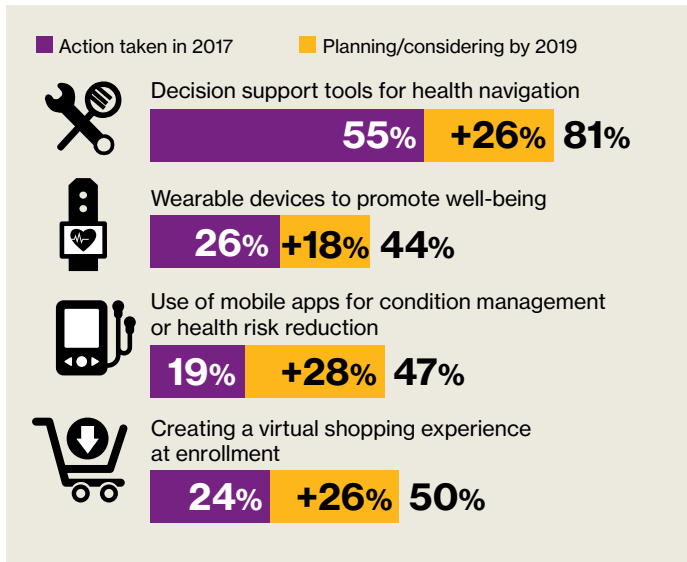 Action taken in 2017
Planning/considering by 2019
Decision support tools for health navigation
55% +26% 81%
Wearable devices to promote well-being
26% +18% 44%
Use of mobile apps for condition management
or health risk reduction
19% +28% 47%
Creating a virtual shopping experience
at enrollment
24% +26% 50%